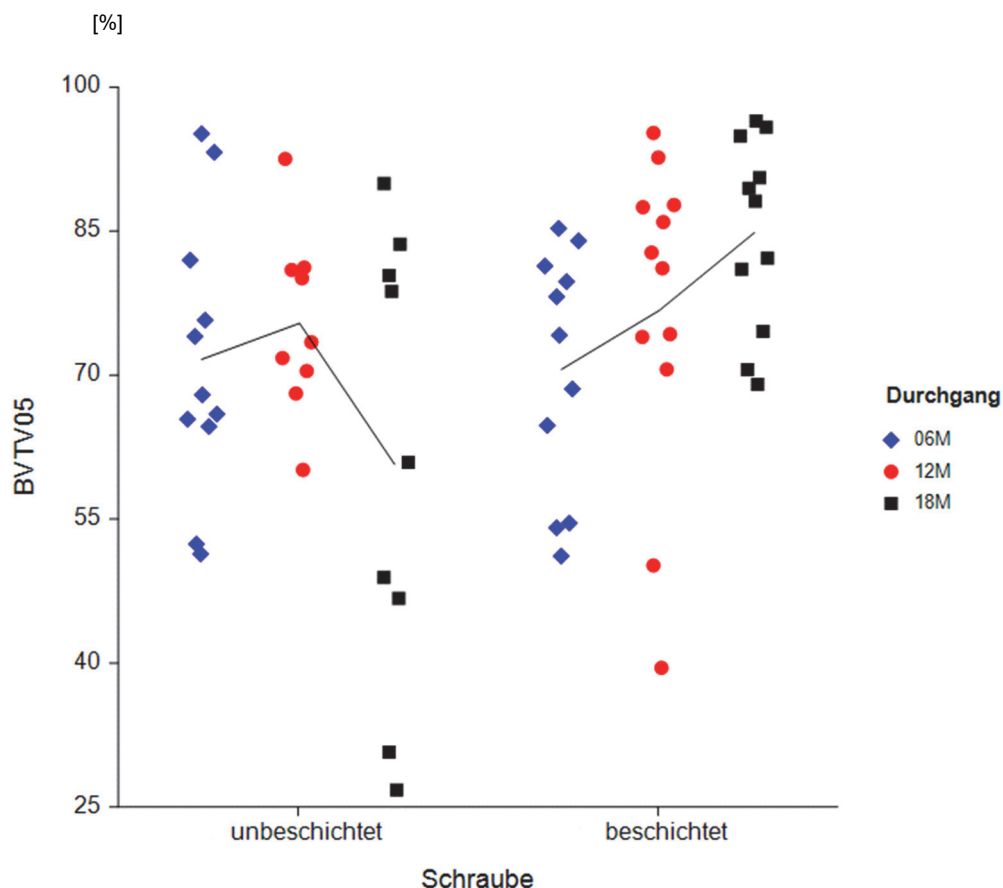 [%]
100
85
70
55
40
25
BVTV05
unbeschichtet
beschichtet
Schraube
Durchgang
06M
12M
18M